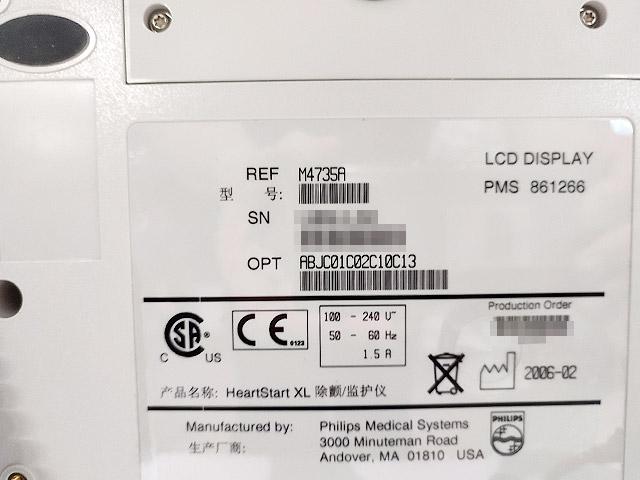 LCD DISPLAY
REF M4735A
型 号:
PMS 861266
SN
OPT ABJC01C02C10C13
Production Order
CSA ®
C US
CE 0123
100 - 240 V~
50 - 60 Hz
1.5 A
2006-02
产品名称: HeartStart XL 除颤/监护仪
Manufactured by: Philips Medical Systems
生产厂商: 3000 Minuteman Road
Andover, MA 01810 USA
PHILIPS